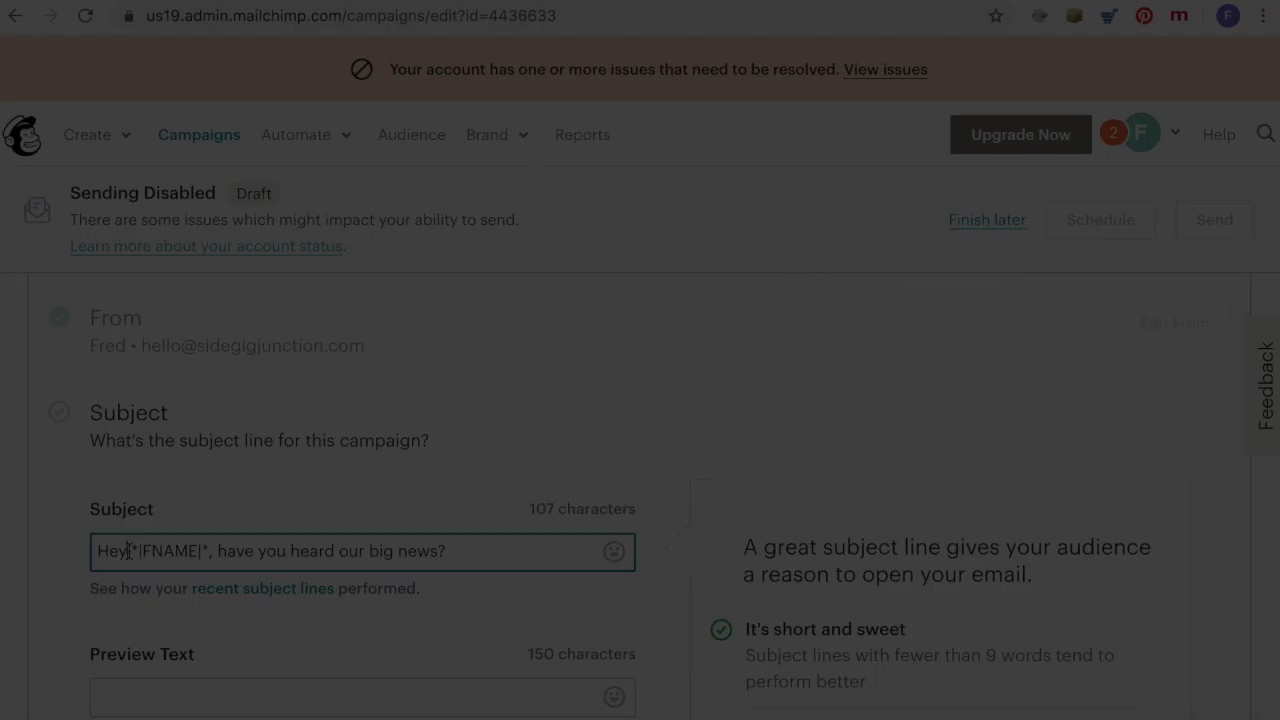 us19.admin.mailchimp.com/campaigns/edit?id=4436633
F
Your account has one or more issues that need to be resolved. View issues
Create Campaigns Automate Audience Brand Reports Upgrade Now 2 F Help
Sending Disabled Draft
There are some issues which might impact your ability to send.
Finish later Schedule Send
Learn more about your account status.
From
Edit From
Fred • hello@sidegigjunction.com
Feedback
Subject
What's the subject line for this campaign?
Subject 107 characters
Hey *|FNAME|*, have you heard our big news?
See how your recent subject lines performed.
A great subject line gives your audience
a reason to open your email.
It's short and sweet
Subject lines with fewer than 9 words tend to
perform better
Preview Text 150 characters